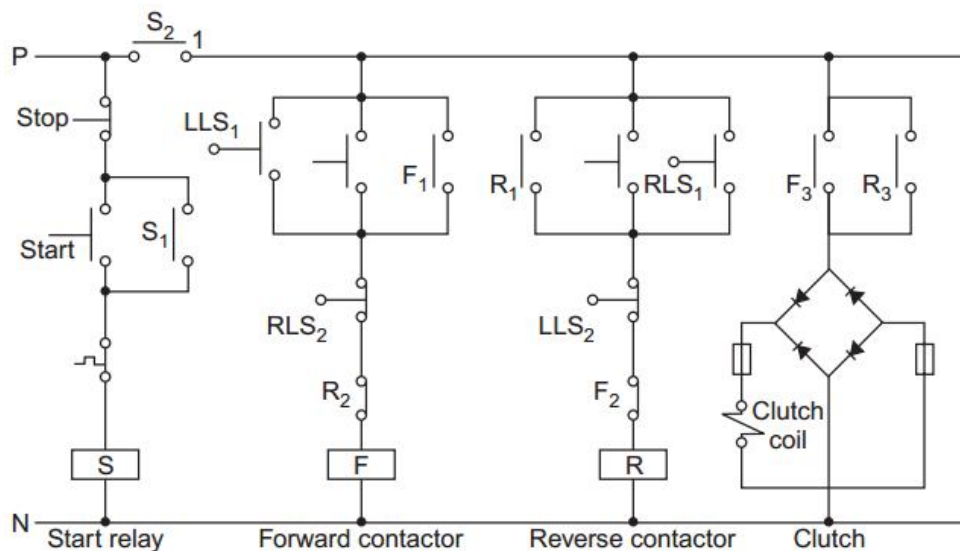 S2 1
P
Stop
LLS1
F1
R1
RLS1
F3
R3
Start
S1
RLS2
LLS2
R2
F2
Clutch
coil
S
F
R
N
Start relay
Forward contactor
Reverse contactor
Clutch